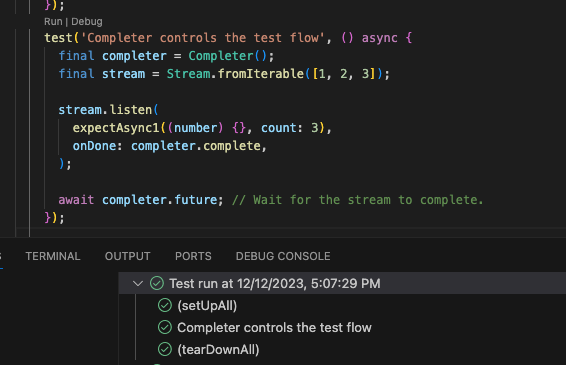 });
Run | Debug
test('Completer controls the test flow', () async {
final completer = Completer();
final stream = Stream.fromIterable([1, 2, 3]);
stream.listen(
expectAsync1((number) {}, count: 3),
onDone: completer.complete,
);
await completer.future; // Wait for the stream to complete.
});
TERMINAL OUTPUT PORTS DEBUG CONSOLE
Test run at 12/12/2023, 5:07:29 PM
(setUpAll)
Completer controls the test flow
(tearDownAll)